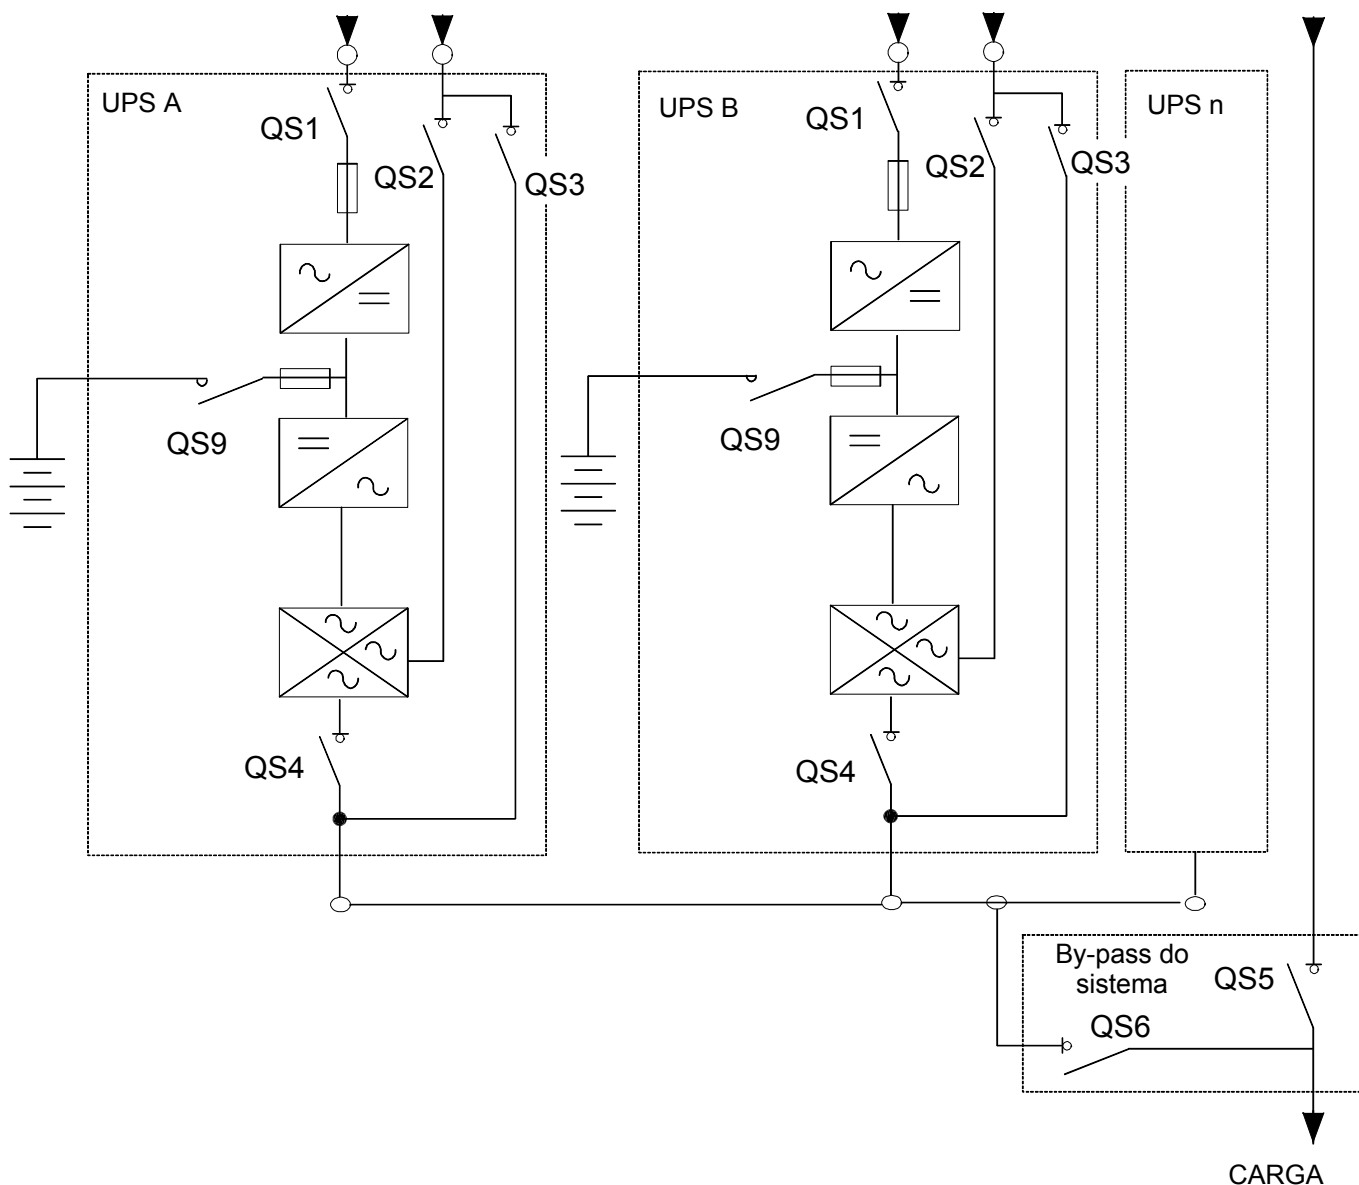 UPS A
QS1
QS2
QS3
QS9
QS4
UPS B
QS1
QS2
QS3
QS9
QS4
UPS n
By-pass do
sistema
QS5
QS6
CARGA